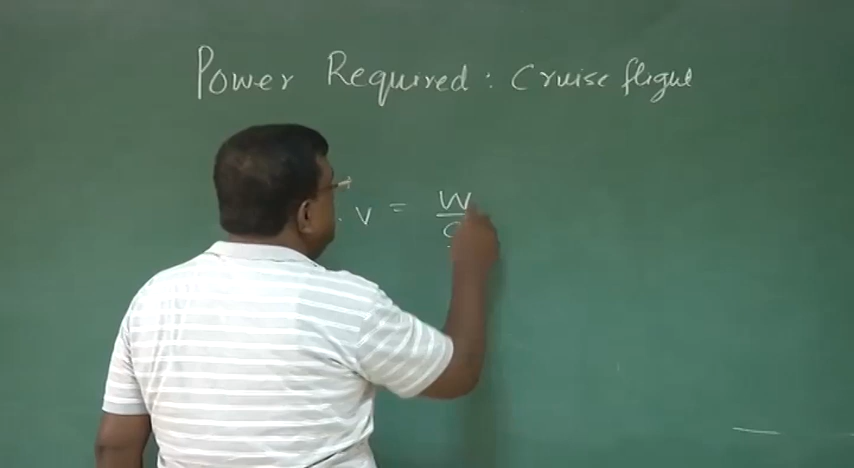 Power Required : Cruise flight
. V = W